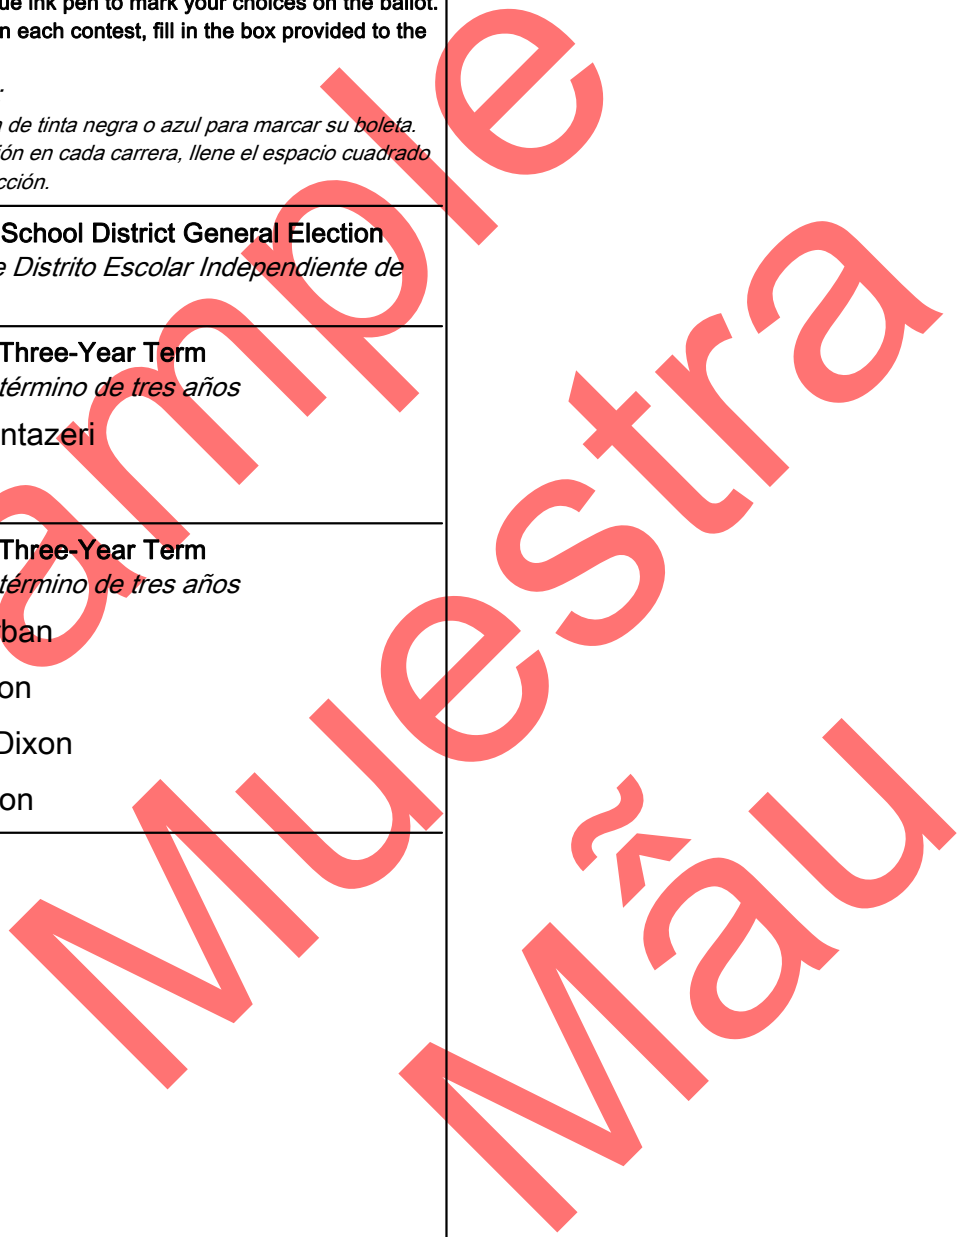 ue ink pen to mark your choices on the ballot.
n each contest, fill in the box provided to the
.
n de tinta negra o azul para marcar su boleta.
ión en cada carrera, llene el espacio cuadrado
cción.
School District General Election
e Distrito Escolar Independiente de
Three-Year Term
término de tres años
ntazeri
Three-Year Term
término de tres años
ban
on
Dixon
on
ample
Muestra
Mẫu